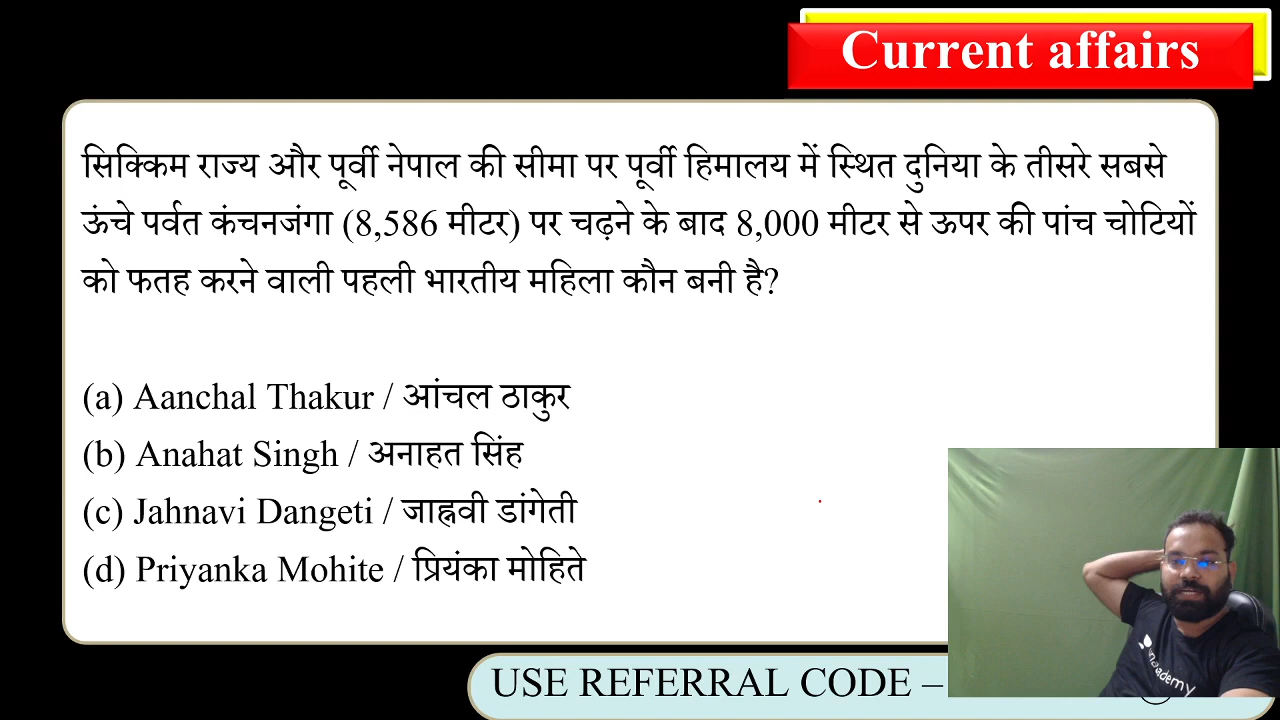 Current affairs
सिक्किम राज्य और पूर्वी नेपाल की सीमा पर पूर्वी हिमालय में स्थित दुनिया के तीसरे सबसे
ऊंचे पर्वत कंचनजंगा (8,586 मीटर) पर चढ़ने के बाद 8,000 मीटर से ऊपर की पांच चोटियों
को फतह करने वाली पहली भारतीय महिला कौन बनी है?
(a) Aanchal Thakur / आंचल ठाकुर
(b) Anahat Singh / अनाहत सिंह
(c) Jahnavi Dangeti / जाह्नवी डांगेती
(d) Priyanka Mohite / प्रियंका मोहिते
USE REFERRAL CODE –